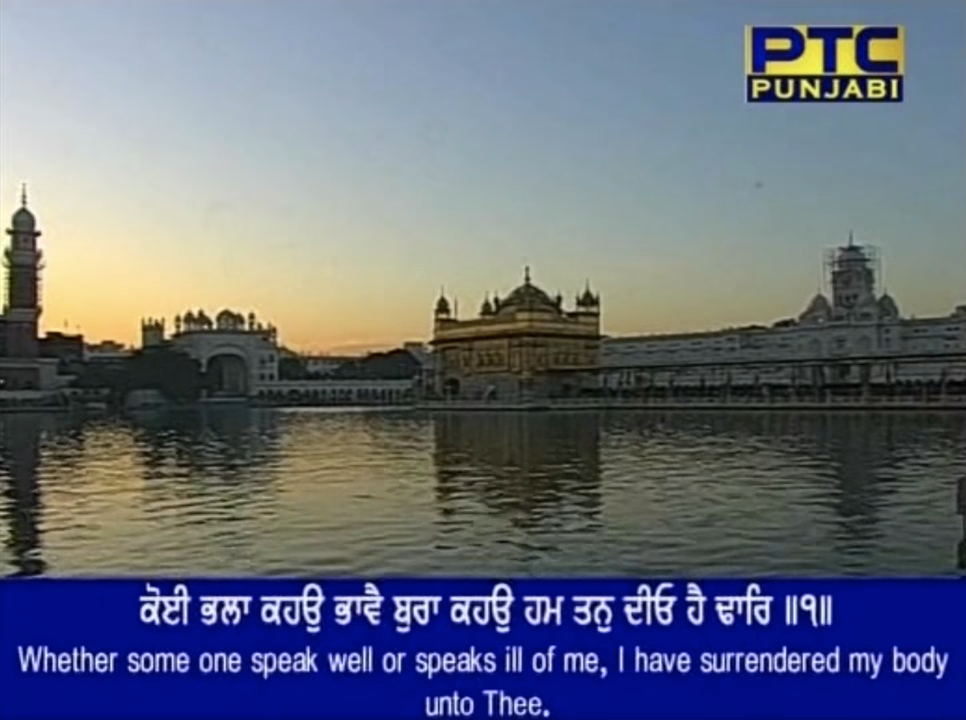 PTC
PUNJABI
ਕੋਈ ਭਲਾ ਕਹਉ ਭਾਵੈ ਬੁਰਾ ਕਹਉ ਹਮ ਤਨੁ ਦੀਓ ਹੈ ਢਾਰਿ ॥੧॥
Whether some one speak well or speaks ill of me, I have surrendered my body
unto Thee.